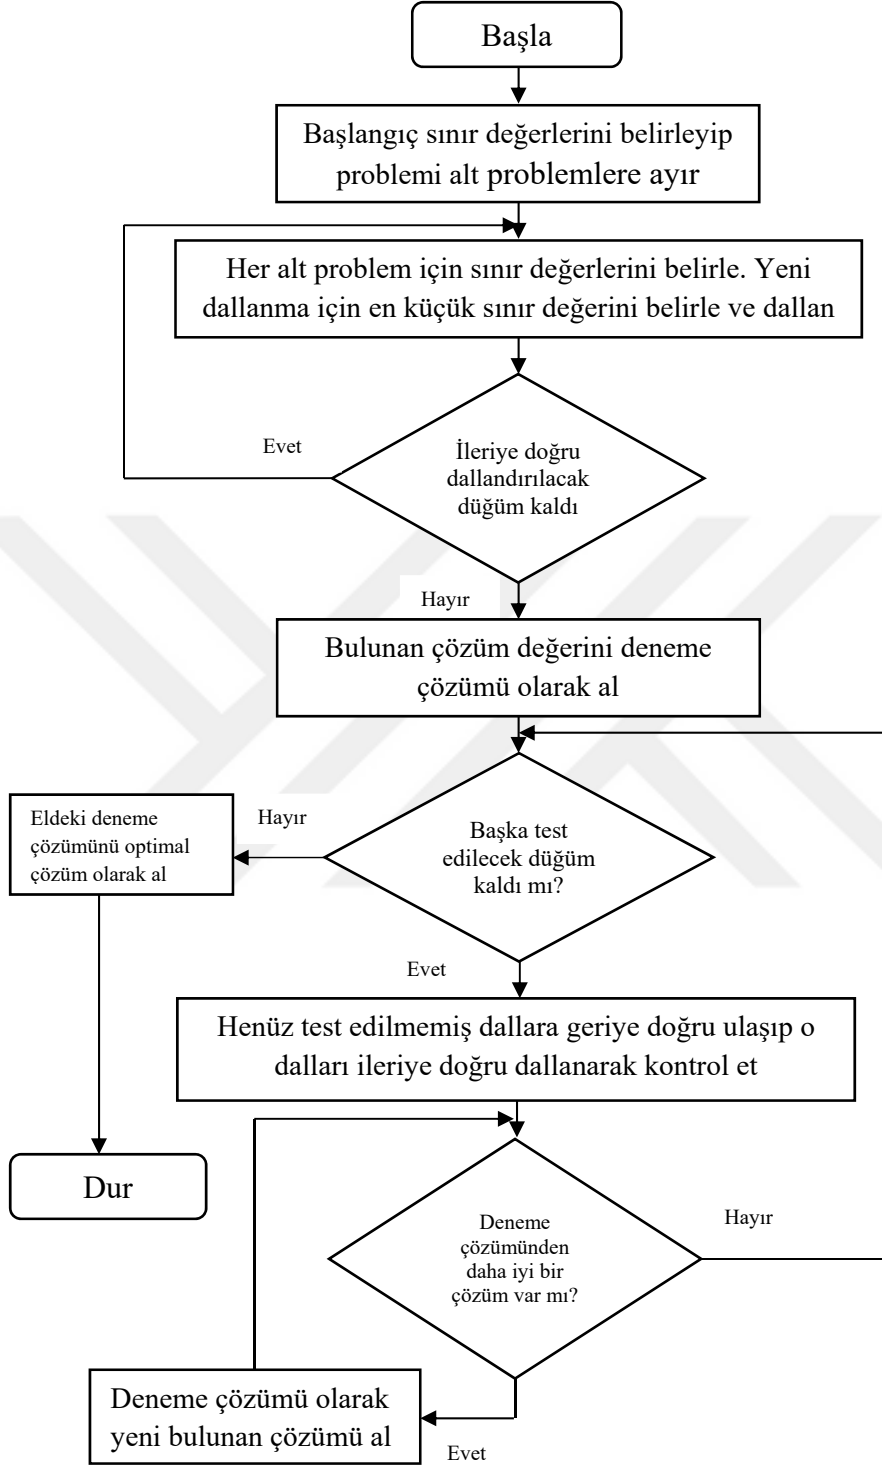 Başla
Başlangıç sınır değerlerini belirleyip
problemi alt problemlere ayır
Her alt problem için sınır değerlerini belirle. Yeni
dallanma için en küçük sınır değerini belirle ve dallan
Evet
İleriye doğru
dallandırılacak
düğüm kaldı
Hayır
Bulunan çözüm değerini deneme
çözümü olarak al
Eldeki deneme
çözümünü optimal
çözüm olarak al
Hayır
Başka test
edilecek düğüm
kaldı mı?
Evet
Henüz test edilmemiş dallara geriye doğru ulaşıp o
dalları ileriye doğru dallanarak kontrol et
Dur
Deneme
çözümünden
daha iyi bir
çözüm var mı?
Hayır
Deneme çözümü olarak
yeni bulunan çözümü al
Evet